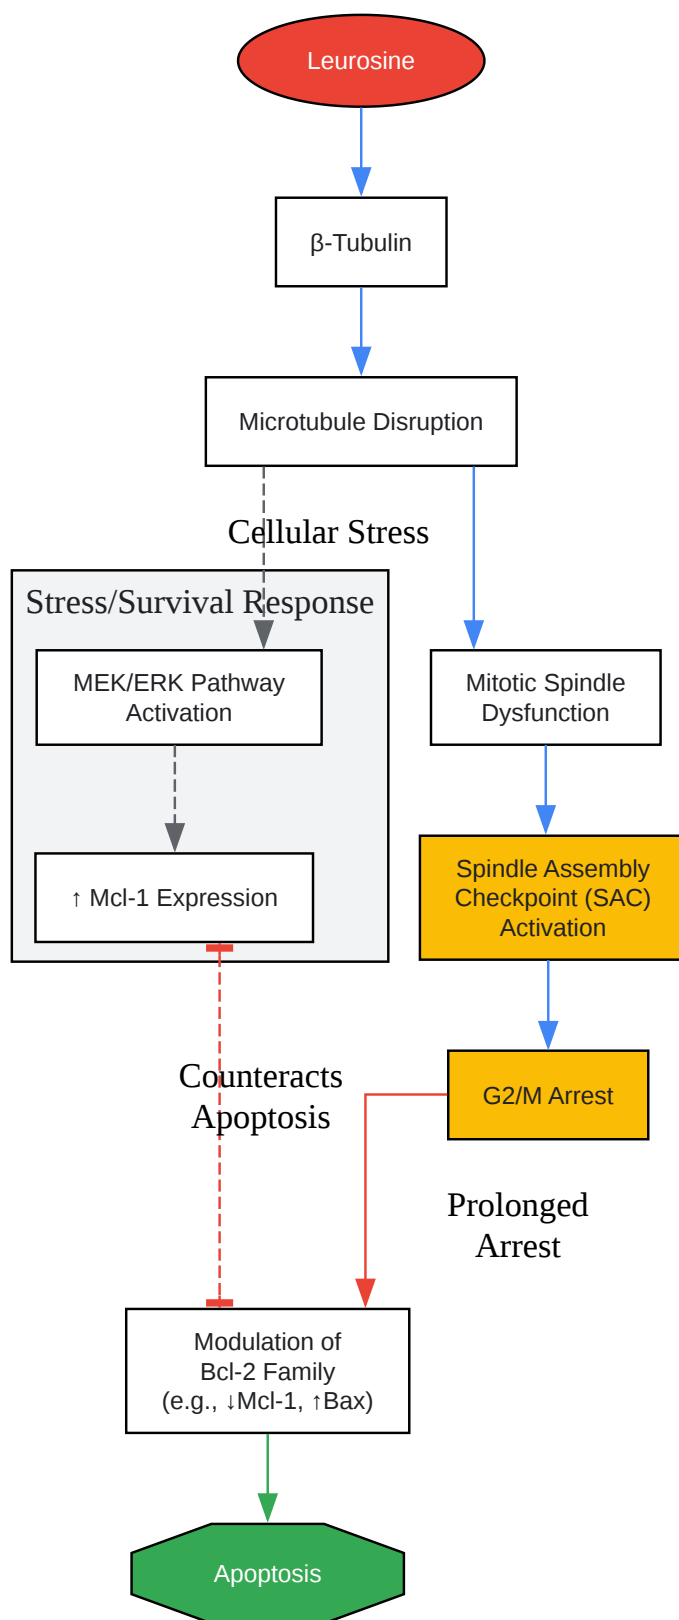 Leurosine
β-Tubulin
Microtubule Disruption
Cellular Stress
Stress/Survival Response
MEK/ERK Pathway
Activation
Mitotic Spindle
Dysfunction
↑ Mcl-1 Expression
Spindle Assembly
Checkpoint (SAC)
Activation
Counteracts
Apoptosis
G2/M Arrest
Prolonged
Arrest
Modulation of
Bcl-2 Family
(e.g., ↓Mcl-1, ↑Bax)
Apoptosis